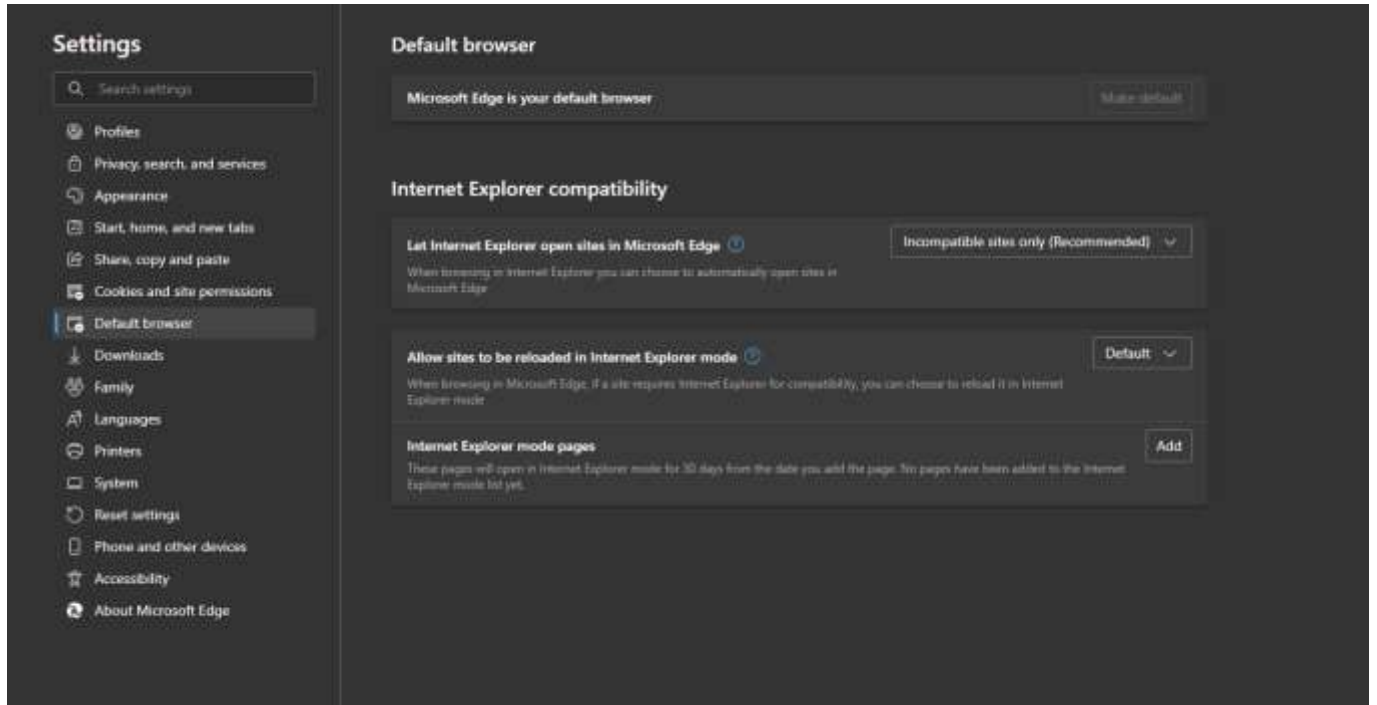 Settings
Search settings
Profiles
Privacy, search, and services
Appearance
Start, home, and new tabs
Share, copy and paste
Cookies and site permissions
Default browser
Downloads
Family
Languages
Printers
System
Reset settings
Phone and other devices
Accessibility
About Microsoft Edge
Default browser
Microsoft Edge is your default browser
Make default
Internet Explorer compatibility
Let Internet Explorer open sites in Microsoft Edge
Incompatible sites only (Recommended)
When browsing in Internet Explorer you can choose to automatically open sites in
Microsoft Edge
Allow sites to be reloaded in Internet Explorer mode
Default
When browsing in Microsoft Edge, if a site requires Internet Explorer for compatibility, you can choose to reload it in Internet
Explorer mode
Internet Explorer mode pages
Add
These pages will open in Internet Explorer mode for 30 days from the date you add the page. No pages have been added to the Internet
Explorer mode list yet.